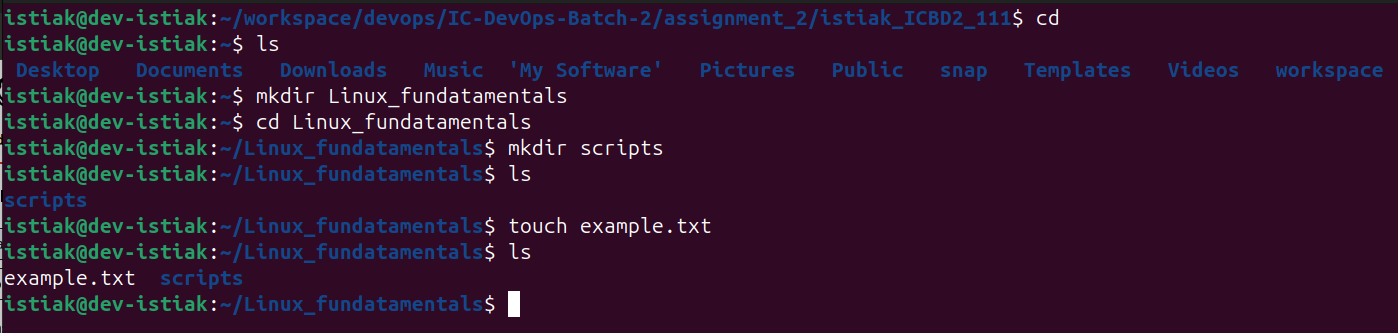 istiak@dev-istiak:~/workspace/devops/IC-DevOps-Batch-2/assignment_2/istiak_ICBD2_111$ cd
istiak@dev-istiak:~$ ls
Desktop Documents Downloads Music 'My Software' Pictures Public snap Templates Videos workspace
istiak@dev-istiak:~$ mkdir Linux_fundatamentals
istiak@dev-istiak:~$ cd Linux_fundatamentals
istiak@dev-istiak:~/Linux_fundatamentals$ mkdir scripts
istiak@dev-istiak:~/Linux_fundatamentals$ ls
scripts
istiak@dev-istiak:~/Linux_fundatamentals$ touch example.txt
istiak@dev-istiak:~/Linux_fundatamentals$ ls
example.txt scripts
istiak@dev-istiak:~/Linux_fundatamentals$